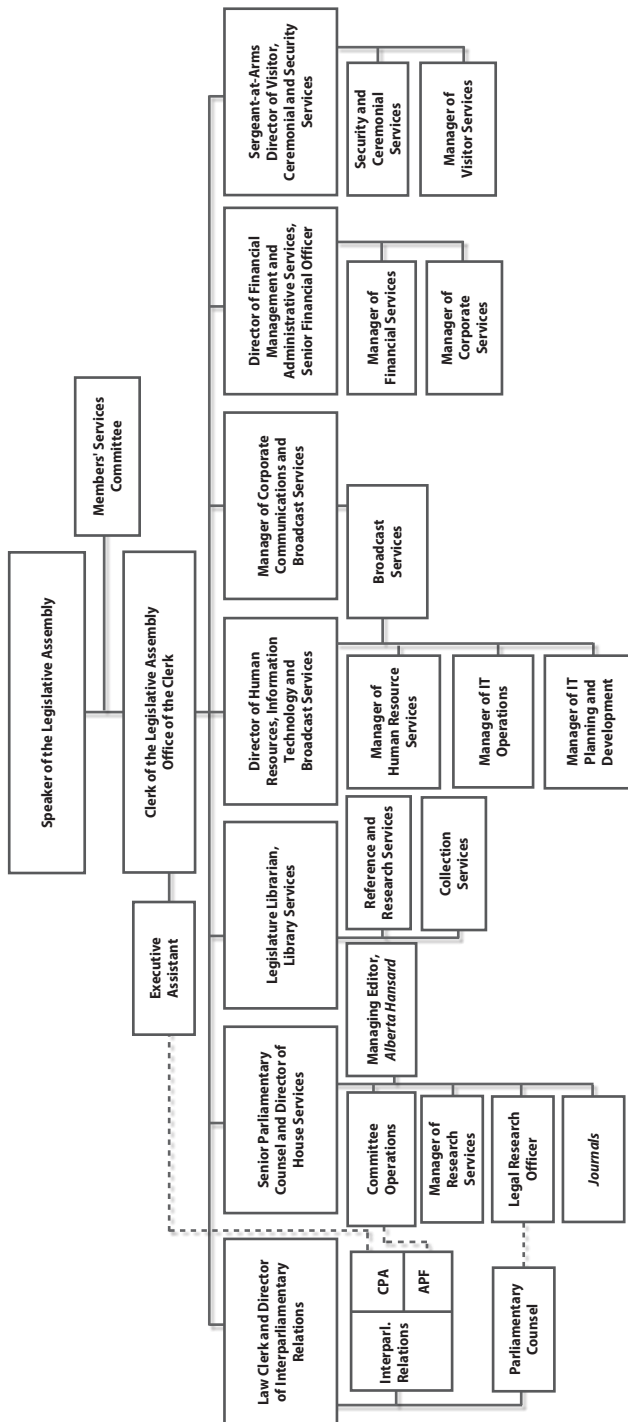 Speaker of the Legislative Assembly
Members' Services
Committee
Clerk of the Legislative Assembly
Office of the Clerk
Executive
Assistant
Law Clerk and Director
of Interparliamentary
Relations
Interparl.
Relations
CPA
APF
Parliamentary
Counsel
Senior Parliamentary
Counsel and Director of
House Services
Committee
Operations
Managing Editor,
Alberta Hansard
Manager of
Research
Services
Legal Research
Officer
Journals
Legislature Librarian,
Library Services
Reference and
Research Services
Collection
Services
Director of Human
Resources, Information
Technology and
Broadcast Services
Manager of
Human Resource
Services
Manager of IT
Operations
Manager of IT
Planning and
Development
Broadcast
Services
Manager of Corporate
Communications and
Broadcast Services
Director of Financial
Management and
Administrative Services,
Senior Financial Officer
Manager of
Financial Services
Manager of
Corporate
Services
Sergeant-at-Arms
Director of Visitor,
Ceremonial and Security
Services
Security and
Ceremonial
Services
Manager of
Visitor Services